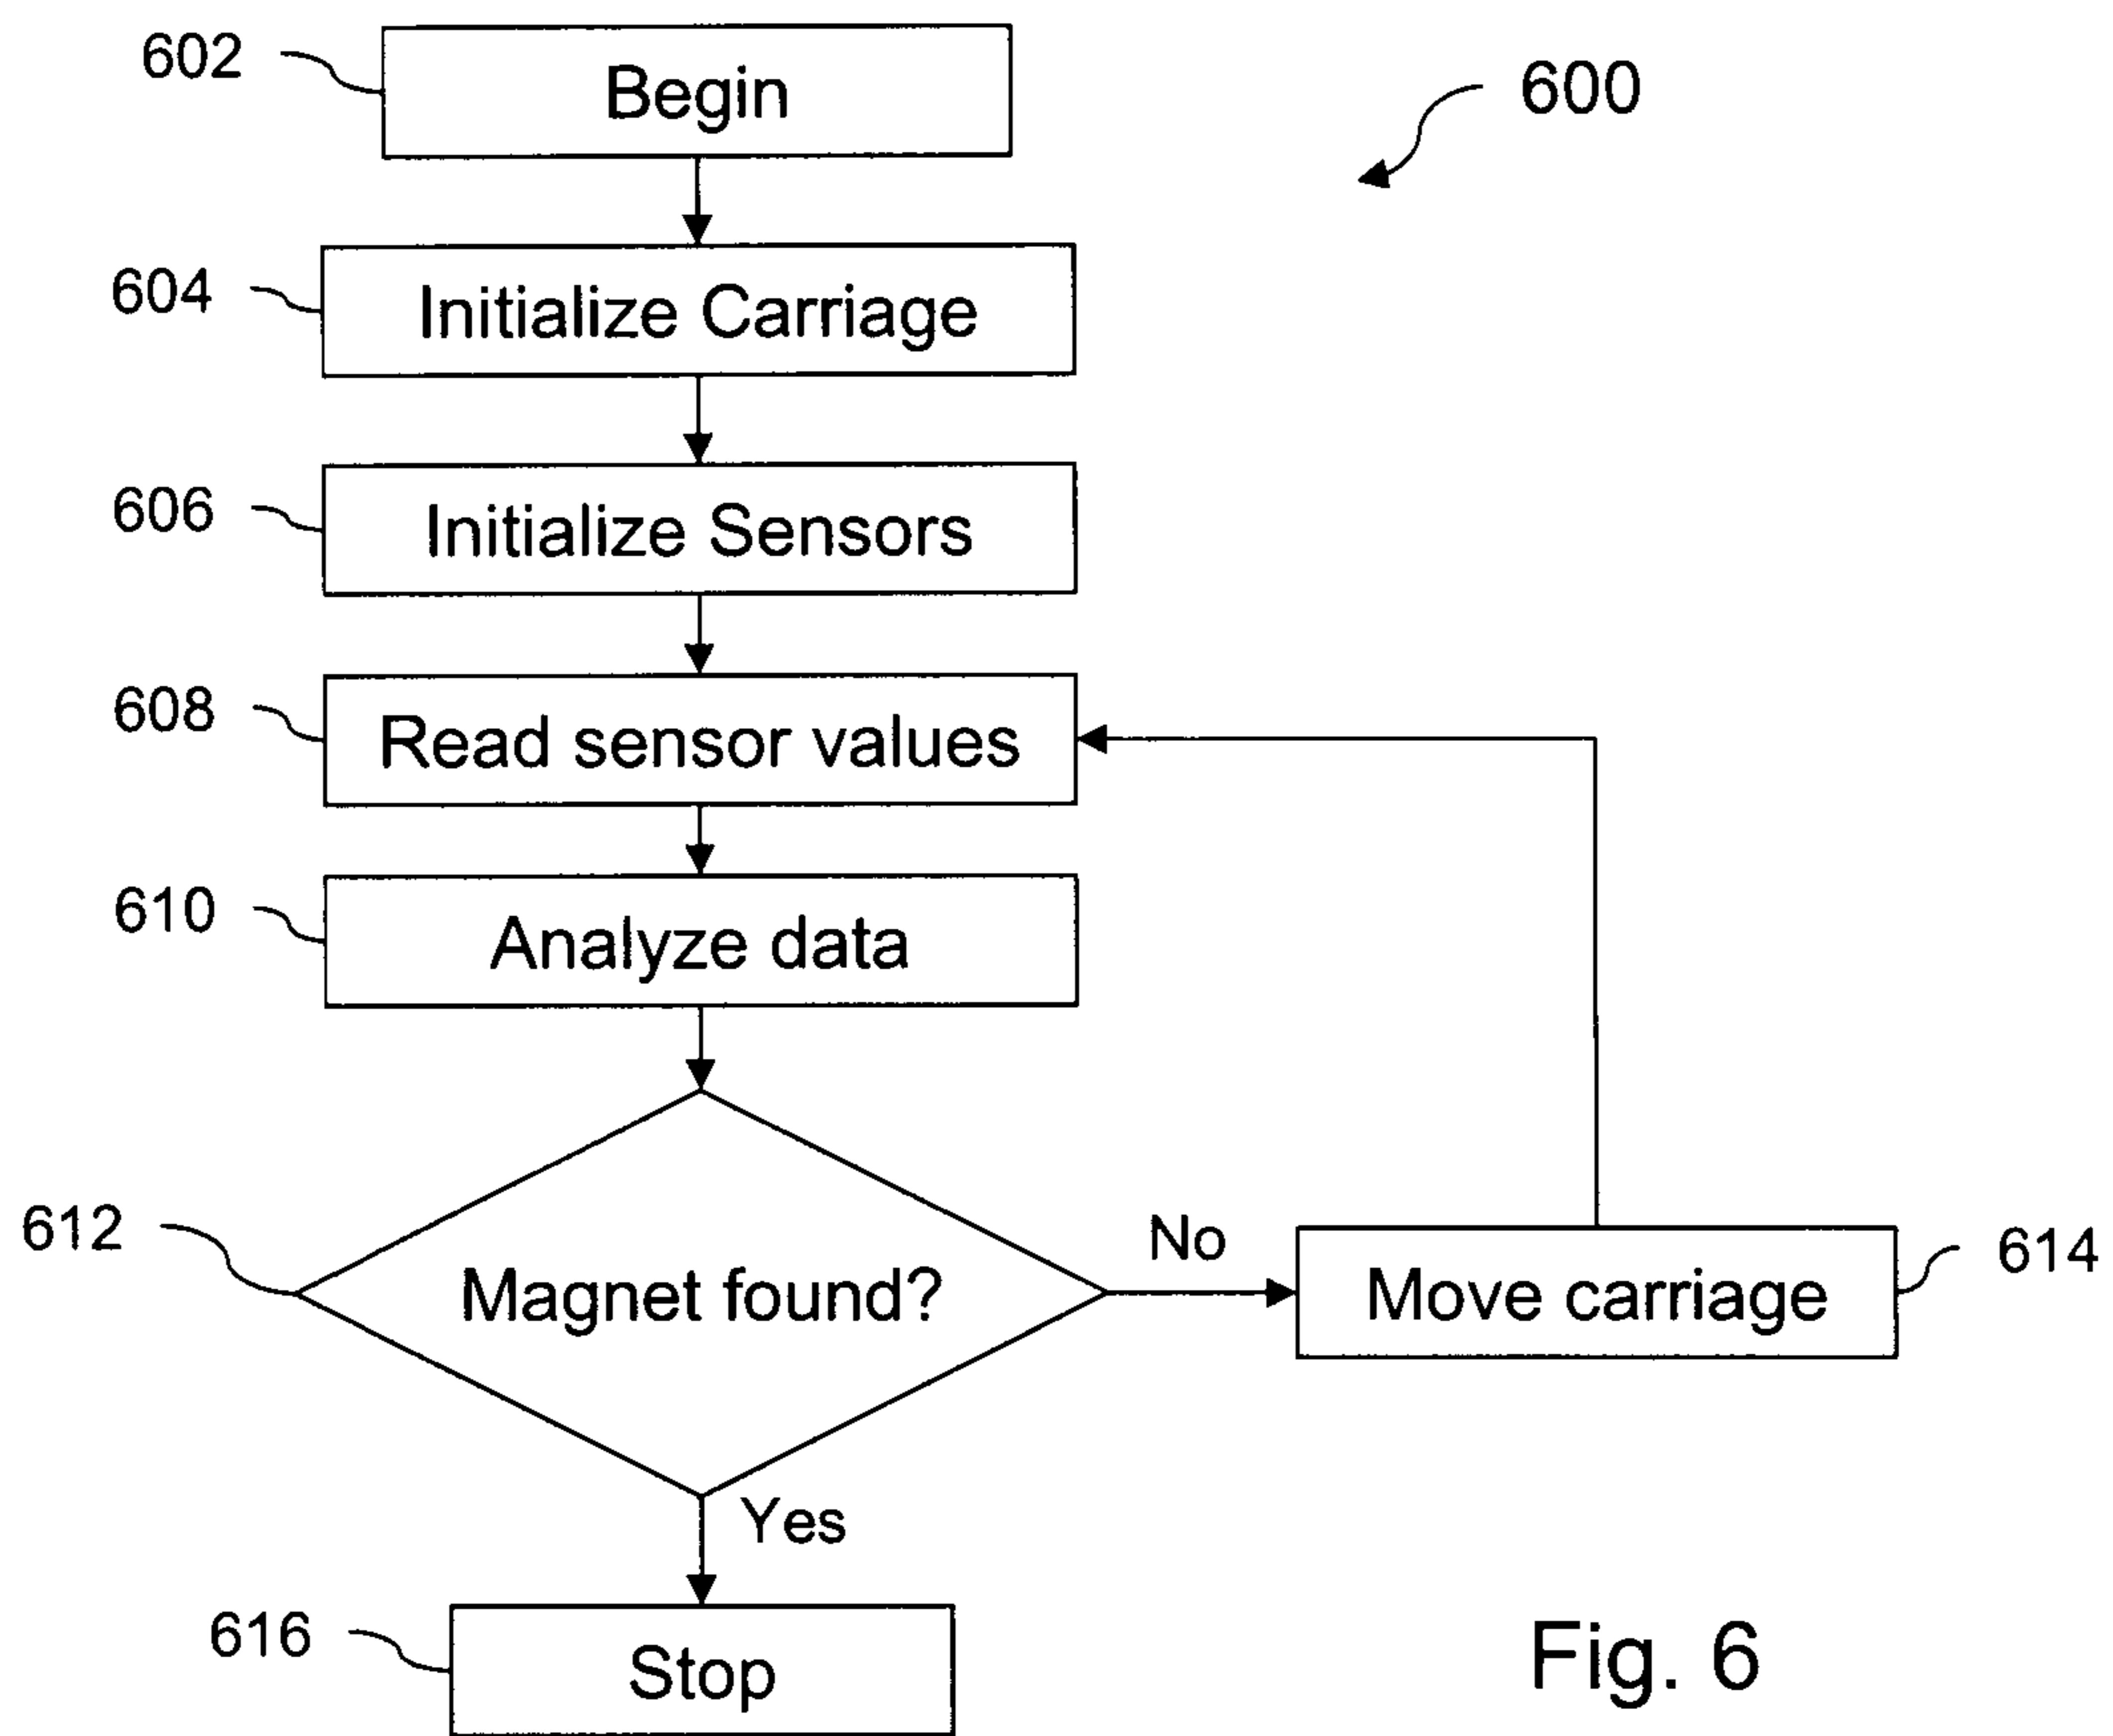 602
Begin
600
604
Initialize Carriage
606
Initialize Sensors
608
Read sensor values
610
Analyze data
612
Magnet found?
No
Move carriage
614
Yes
616
Stop
Fig. 6